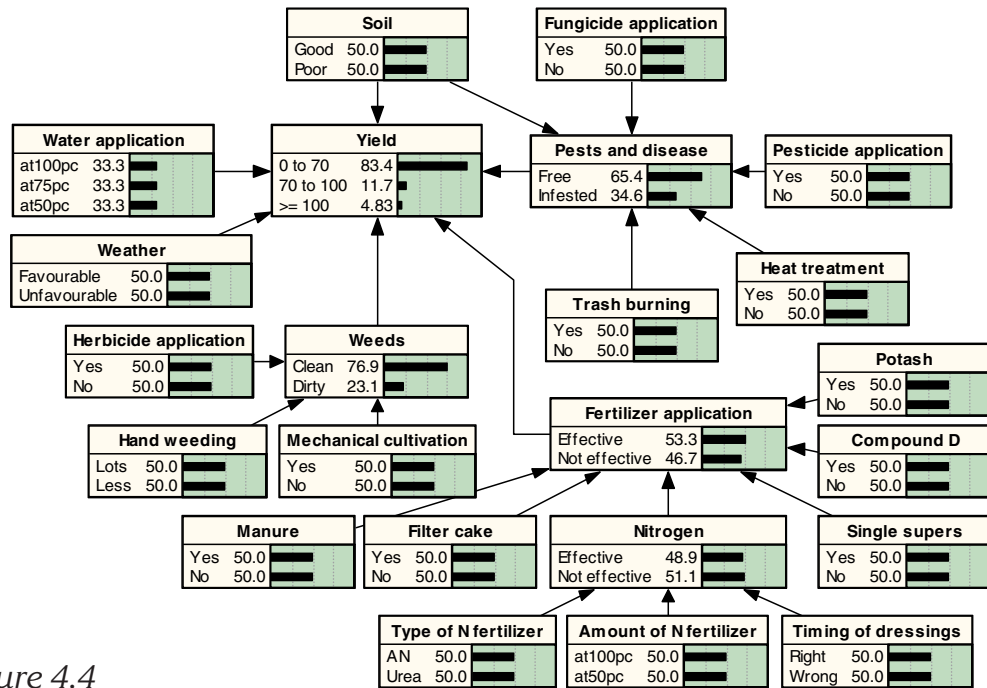 Soil
Good 50.0
Poor 50.0
Fungicide application
Yes 50.0
No 50.0
Water application
at100pc 33.3
at75pc 33.3
at50pc 33.3
Yield
0 to 70 83.4
70 to 100 11.7
>= 100 4.83
Pests and disease
Free 65.4
Infested 34.6
Pesticide application
Yes 50.0
No 50.0
Weather
Favourable 50.0
Unfavourable 50.0
Heat treatment
Yes 50.0
No 50.0
Trash burning
Yes 50.0
No 50.0
Herbicide application
Yes 50.0
No 50.0
Weeds
Clean 76.9
Dirty 23.1
Potash
Yes 50.0
No 50.0
Fertilizer application
Effective 53.3
Not effective 46.7
Hand weeding
Lots 50.0
Less 50.0
Mechanical cultivation
Yes 50.0
No 50.0
Compound D
Yes 50.0
No 50.0
Manure
Yes 50.0
No 50.0
Filter cake
Yes 50.0
No 50.0
Nitrogen
Effective 48.9
Not effective 51.1
Single supers
Yes 50.0
No 50.0
Type of N fertilizer
AN 50.0
Urea 50.0
Amount of N fertilizer
at100pc 50.0
at50pc 50.0
Timing of dressings
Right 50.0
Wrong 50.0
ure 4.4